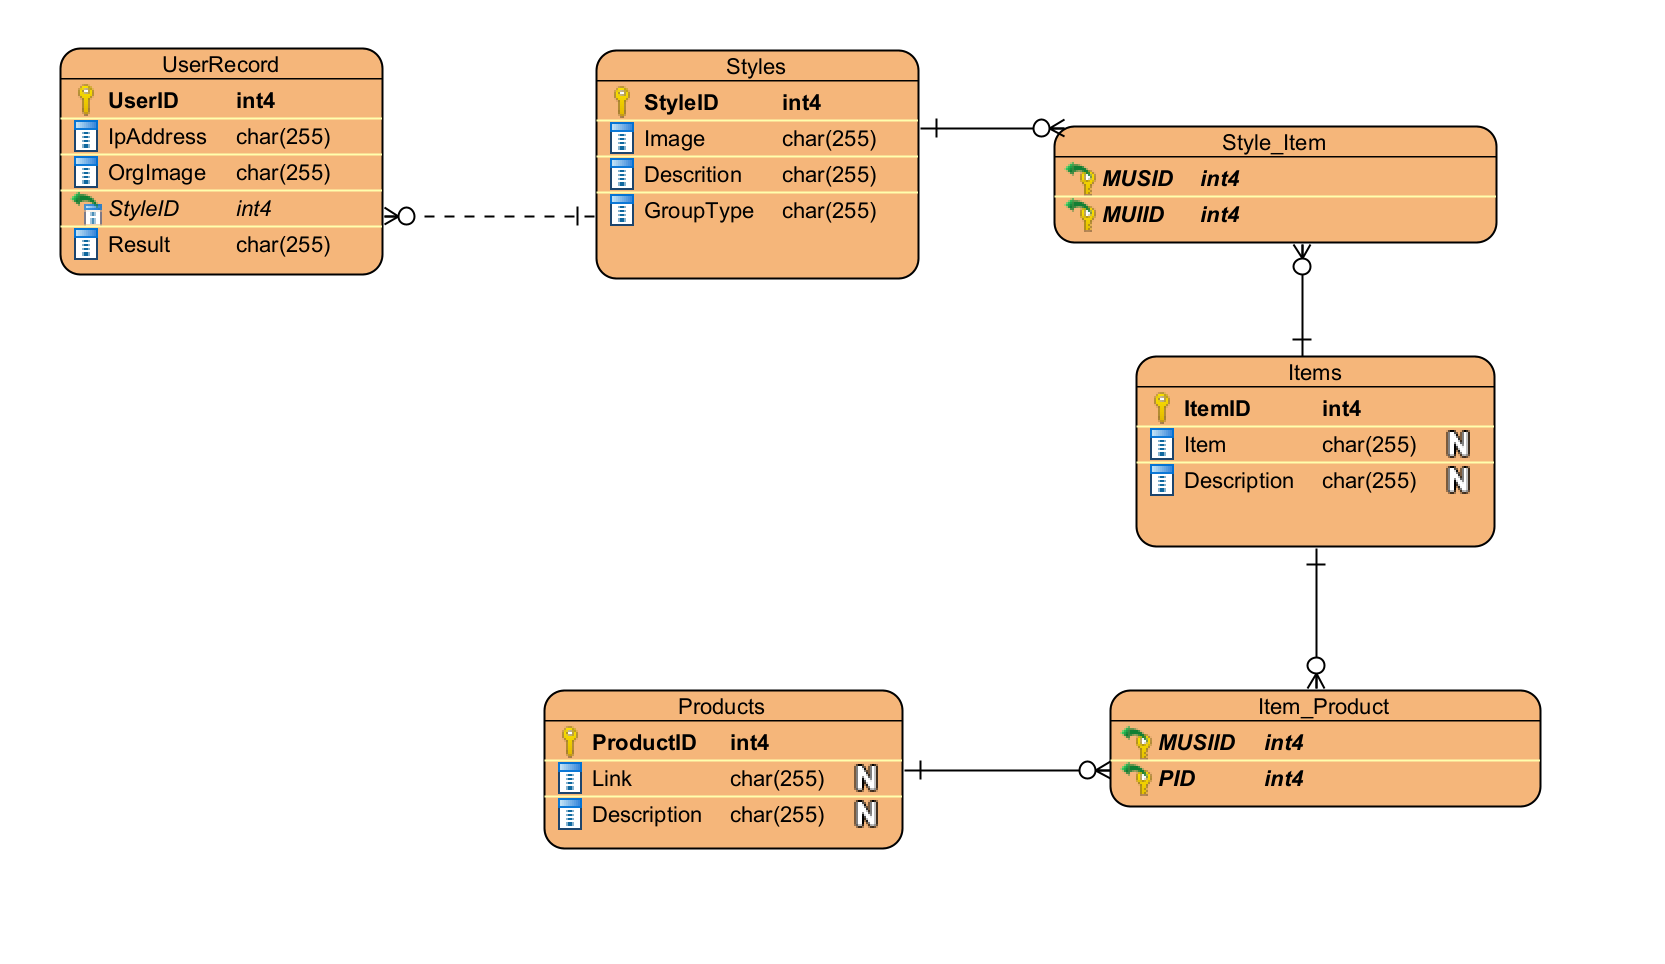 UserRecord
UserID int4
IpAddress char(255)
OrgImage char(255)
StyleID int4
Result char(255)
Styles
StyleID int4
Image char(255)
Descrition char(255)
GroupType char(255)
Style_Item
MUSID int4
MUIID int4
Items
ItemID int4
Item char(255) N
Description char(255) N
Products
ProductID int4
Link char(255) N
Description char(255) N
Item_Product
MUSIID int4
PID int4